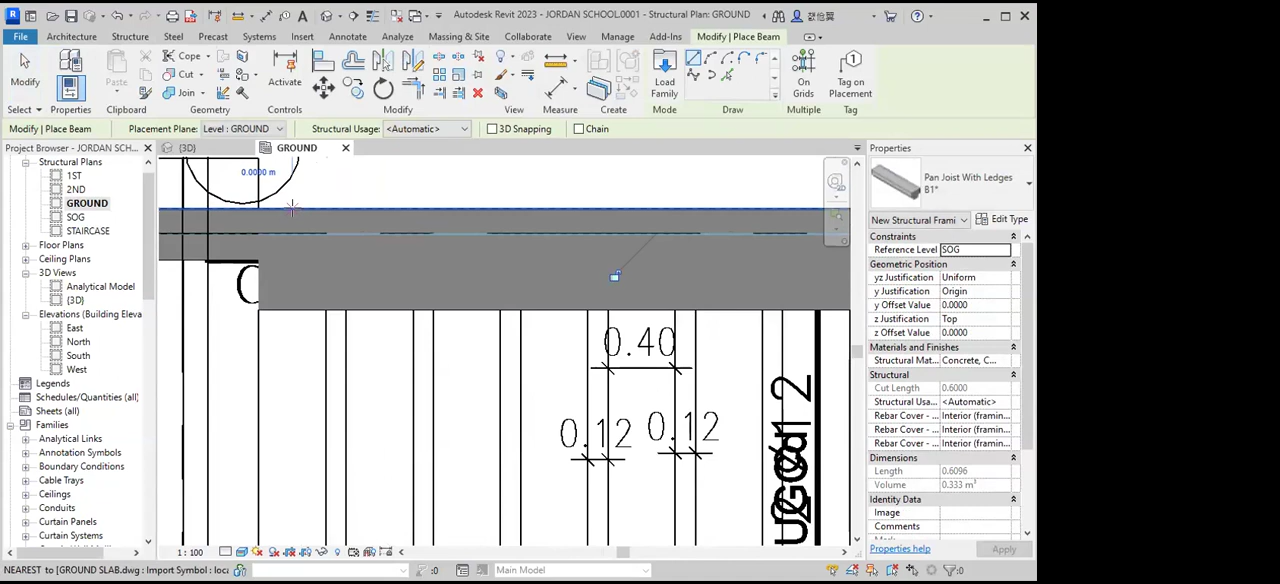 Autodesk Revit 2023 - JORDAN SCHOOL.0001 - Structural Plan: GROUND
File Architecture Structure Steel Precast Systems Insert Annotate Analyze Massing & Site Collaborate View Manage Add-Ins Modify | Place Beam
Modify Paste Cope Cut Join Activate Load Family On Grids Tag on Placement
Select Properties Clipboard Geometry Controls Modify View Measure Create Mode Draw Multiple Tag
Modify | Place Beam Placement Plane: Level : GROUND Structural Usage: <Automatic> 3D Snapping Chain
Project Browser - JORDAN SCH...
Structural Plans
1ST
2ND
GROUND
SOG
STAIRCASE
Floor Plans
Ceiling Plans
3D Views
Analytical Model
{3D}
Elevations (Building Eleva
East
North
South
West
Legends
Schedules/Quantities (all)
Sheets (all)
Families
Analytical Links
Annotation Symbols
Boundary Conditions
Cable Trays
Ceilings
Conduits
Curtain Panels
Curtain Systems
{3D} GROUND
0.0000 m
0.40
0.12 0.12
1 : 100
Properties
Pan Joist With Ledges
B1*
New Structural Frami Edit Type
Constraints
Reference Level SOG
Geometric Position
yz Justification Uniform
y Justification Origin
y Offset Value 0.0000
z Justification Top
z Offset Value 0.0000
Materials and Finishes
Structural Mat... Concrete, C...
Structural
Cut Length 0.6000
Structural Usa... <Automatic>
Rebar Cover - ... Interior (framin...
Rebar Cover - ... Interior (framin...
Rebar Cover - ... Interior (framin...
Dimensions
Length 0.6096
Volume 0.333 m³
Identity Data
Image
Comments
Properties help Apply
NEAREST to [GROUND SLAB.dwg : Import Symbol : loca :0 Main Model :0